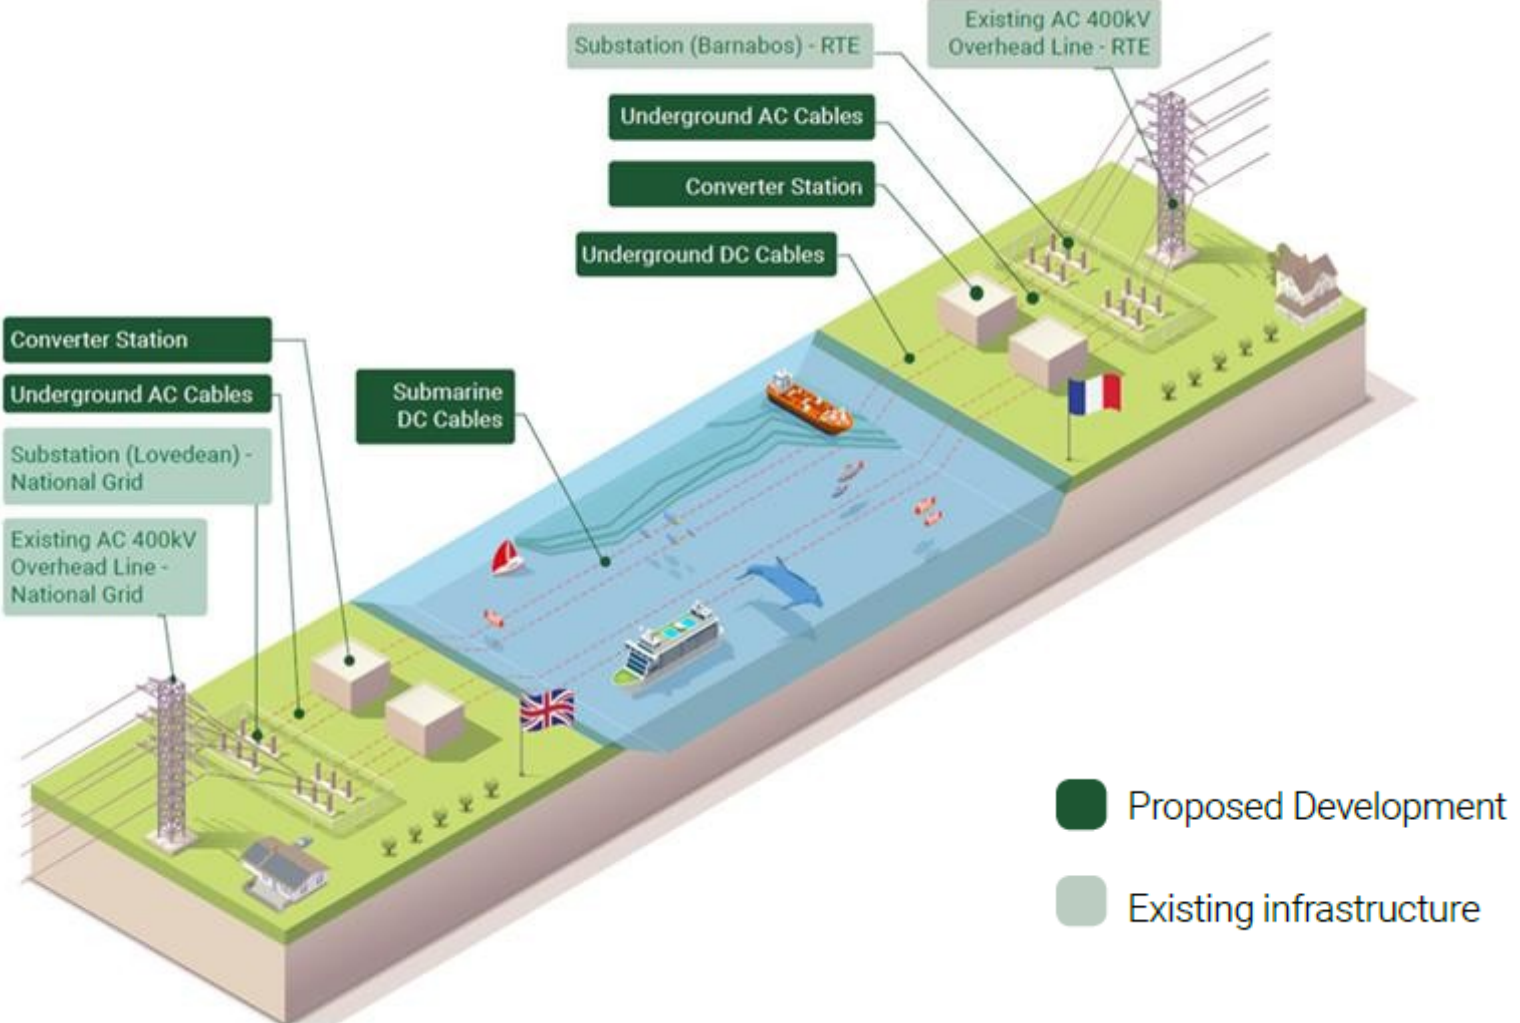 Existing AC 400kV
Overhead Line - RTE
Substation (Barnabos) - RTE
Underground AC Cables
Converter Station
Underground DC Cables
Converter Station
Underground AC Cables
Substation (Lovedean) -
National Grid
Existing AC 400kV
Overhead Line -
National Grid
Submarine
DC Cables
Proposed Development
Existing infrastructure